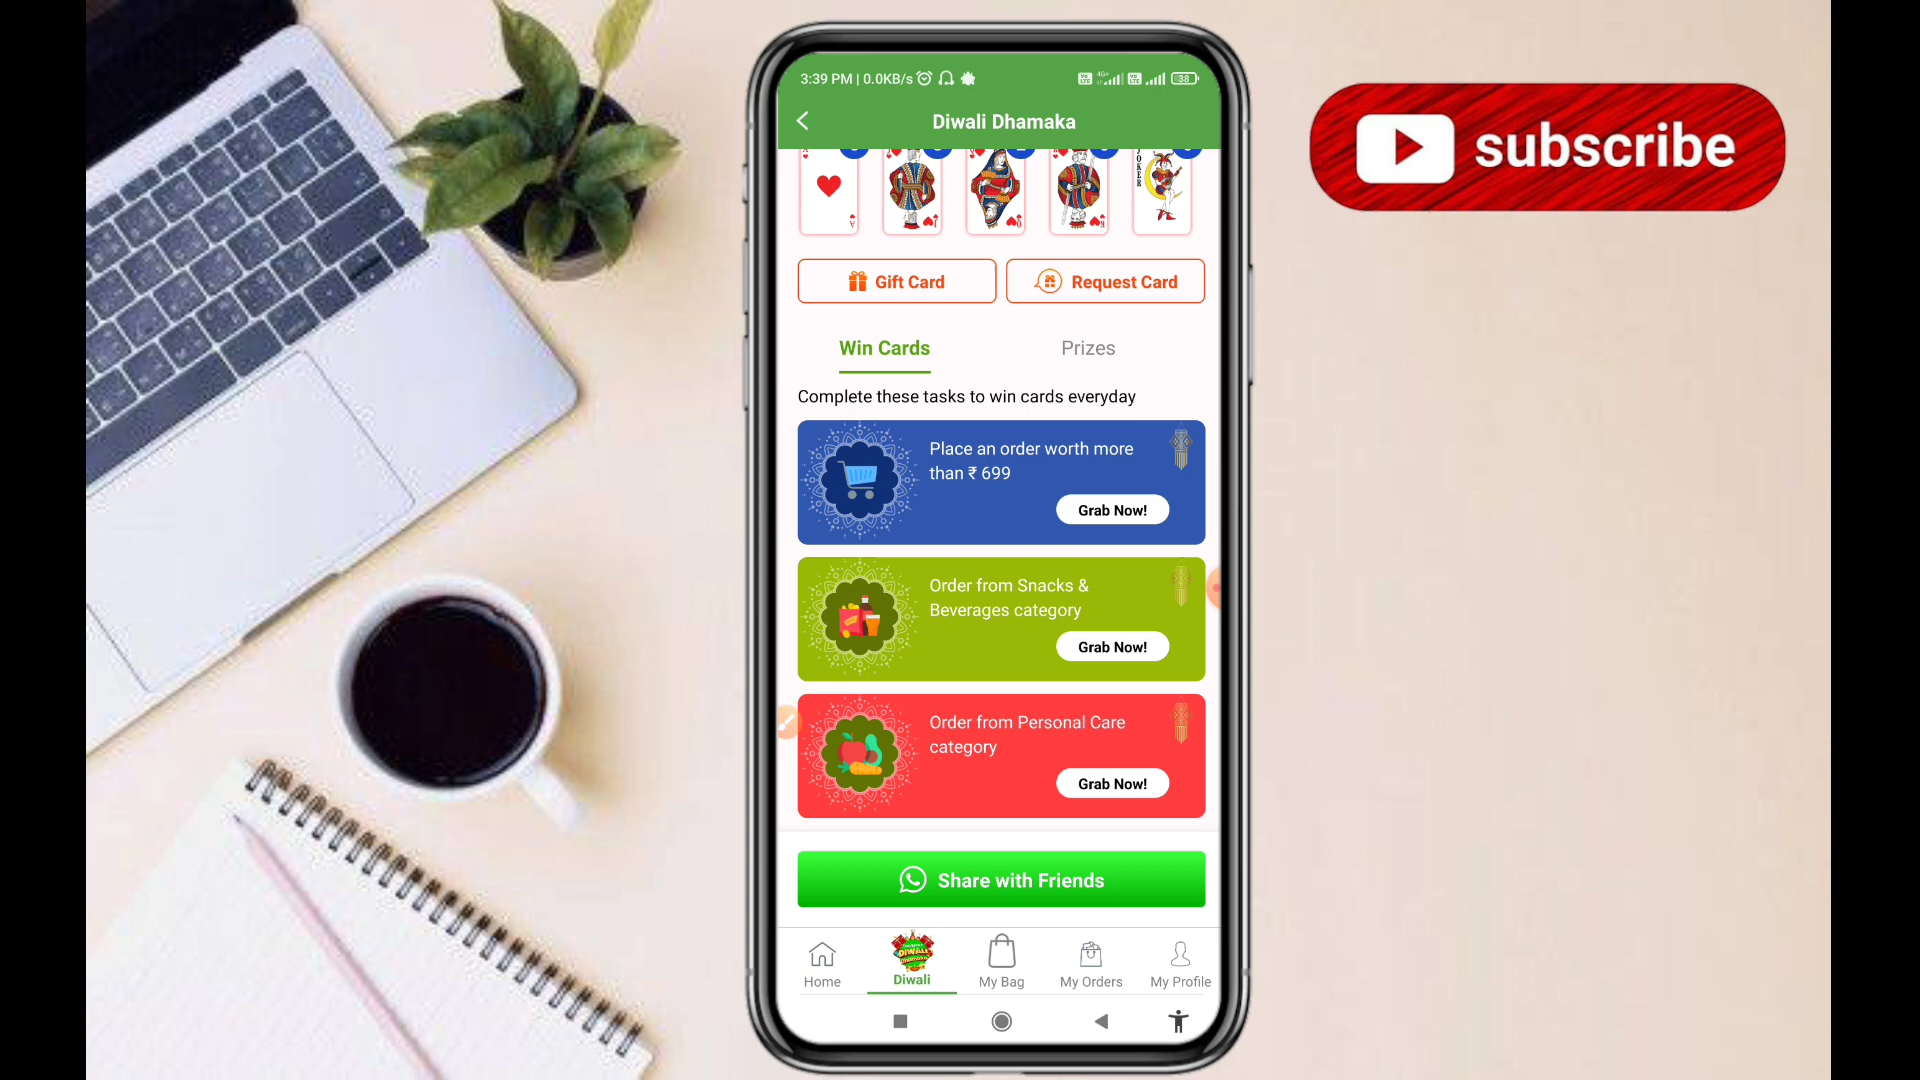 3:39 PM | 0.0KB/s
4G+
38
Diwali Dhamaka
subscribe
Gift Card
Request Card
Win Cards
Prizes
Complete these tasks to win cards everyday
Place an order worth more
than ₹ 699
Grab Now!
Order from Snacks &
Beverages category
Grab Now!
Order from Personal Care
category
Grab Now!
Share with Friends
Home
Diwali
My Bag
My Orders
My Profile